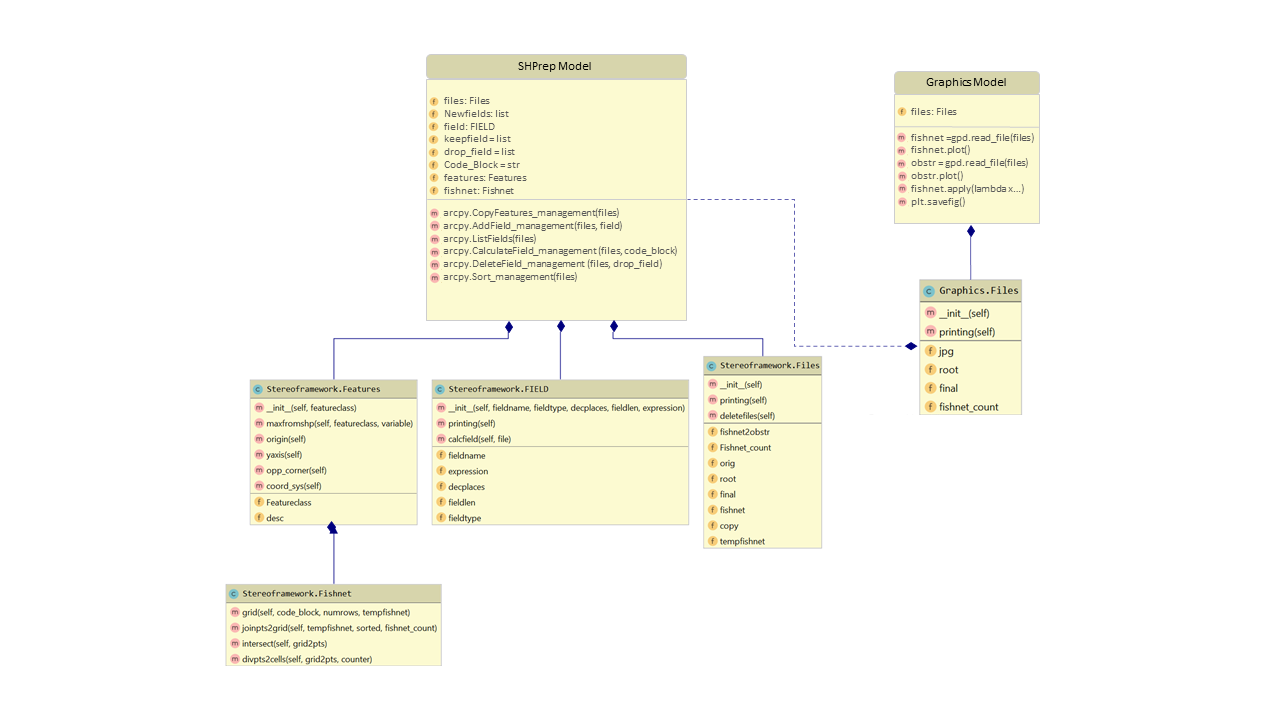 SHPrep Model
files: Files
Newfields: list
field: FIELD
keepfield = list
drop_field = list
Code_Block = str
features: Features
fishnet: Fishnet
arcpy.CopyFeatures_management(files)
arcpy.AddField_management(files, field)
arcpy.ListFields(files)
arcpy.CalculateField_management (files, code_block)
arcpy.DeleteField_management (files, drop_field)
arcpy.Sort_management(files)
Graphics Model
files: Files
fishnet =gpd.read_file(files)
fishnet.plot()
obstr = gpd.read_file(files)
obstr.plot()
fishnet.apply(lambda x...)
plt.savefig()
Graphics.Files
__init__(self)
printing(self)
jpg
root
final
fishnet_count
Stereoframework.Features
__init__(self, featureclass)
maxfromshp(self, featureclass, variable)
origin(self)
yaxis(self)
opp_corner(self)
coord_sys(self)
Featureclass
desc
Stereoframework.FIELD
__init__(self, fieldname, fieldtype, decplaces, fieldlen, expression)
printing(self)
calcfield(self, file)
fieldname
expression
decplaces
fieldlen
fieldtype
Stereoframework.Files
__init__(self)
printing(self)
deletefiles(self)
fishnet2obstr
Fishnet_count
orig
root
final
fishnet
copy
tempfishnet
Stereoframework.Fishnet
grid(self, code_block, numrows, tempfishnet)
joinpts2grid(self, tempfishnet, sorted, fishnet_count)
intersect(self, grid2pts)
divpts2cells(self, grid2pts, counter)